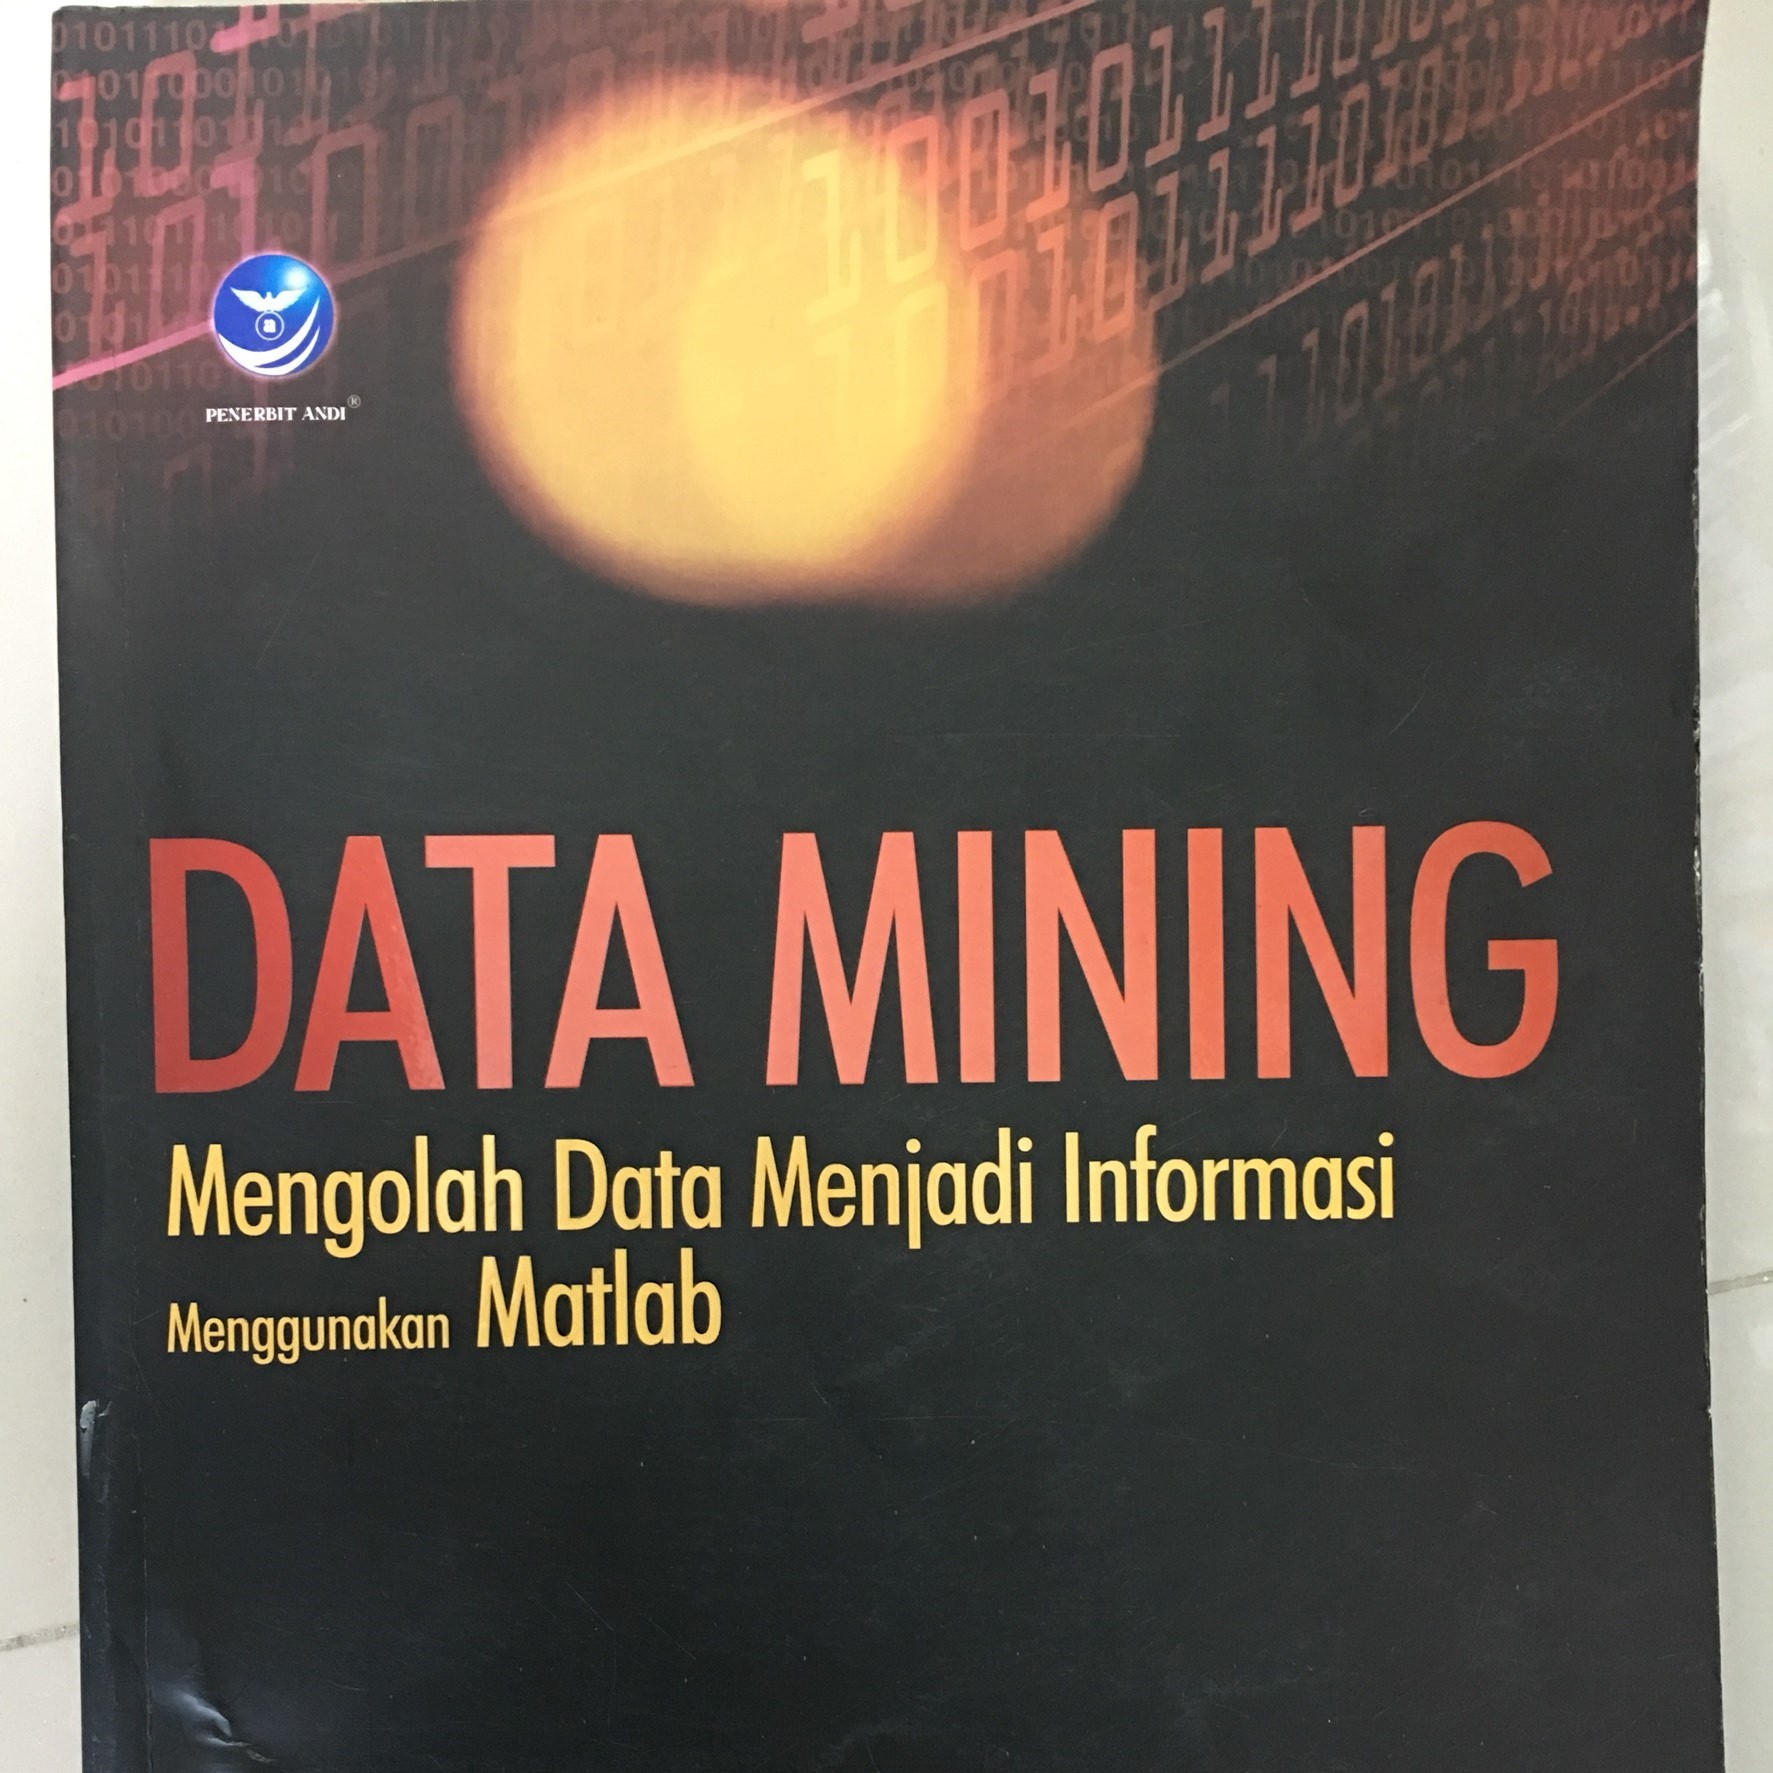 PENERBIT ANDI®
DATA MINING
Mengolah Data Menjadi Informasi
Menggunakan Matlab